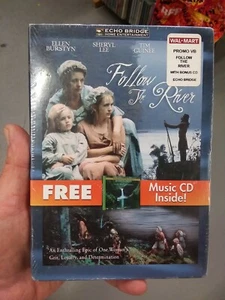 ECHO BRIDGE
HOME ENTERTAINMENT
ELLEN
BURSTYN
SHERYL
LEE
TIM
GUINEE
WAL-MART
PROMO VB
FOLLOW
THE
RIVER
WITH BONUS CD
ECHO BRIDGE
Follow
The River
FREE
Music CD
Inside!
An Enthralling Epic of One Woman's
Grit, and Determination